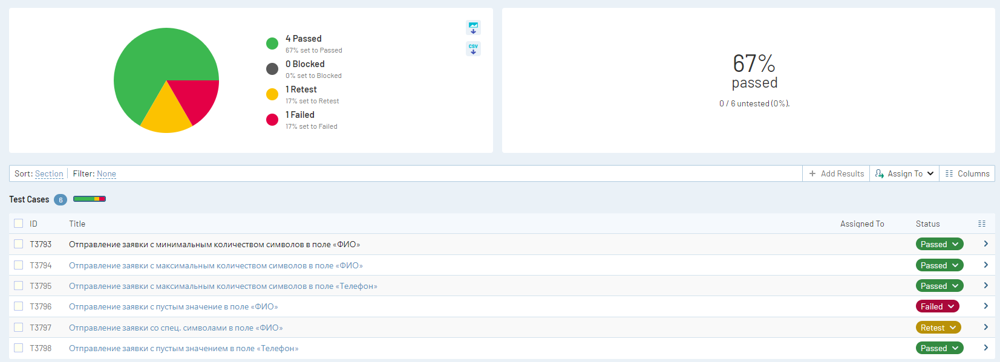 4 Passed
67% set to Passed
0 Blocked
0% set to Blocked
1 Retest
17% set to Retest
1 Failed
17% set to Failed
CSV
67%
passed
0 / 6 untested (0%).
Sort: Section Filter: None + Add Results Assign To Columns
Test Cases 6
ID Title Assigned To Status
T3793 Отправление заявки с минимальным количеством символов в поле «ФИО» Passed
T3794 Отправление заявки с максимальным количеством символов в поле «ФИО» Passed
T3795 Отправление заявки с максимальным количеством символов в поле «Телефон» Passed
T3796 Отправление заявки с пустым значение в поле «ФИО» Failed
T3797 Отправление заявки со спец. символами в поле «ФИО» Retest
T3798 Отправление заявки с пустым значением в поле «Телефон» Passed